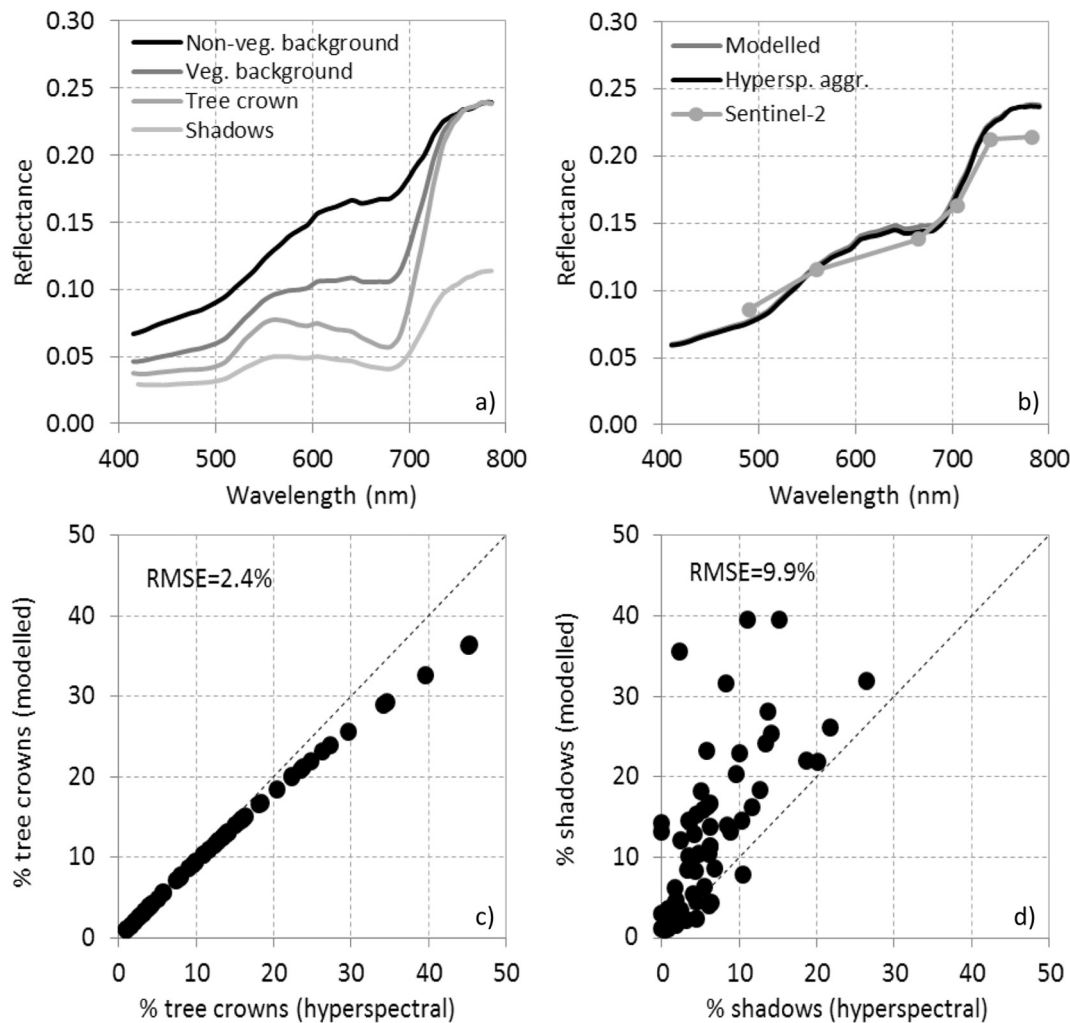 0.30
0.25
0.20
0.15
0.10
0.05
0.00
Reflectance
Non-veg. background
Veg. background
Tree crown
Shadows
a)
400 500 600 700 800
Wavelength (nm)
0.30
0.25
0.20
0.15
0.10
0.05
0.00
Reflectance
Modelled
Hypersp. aggr.
Sentinel-2
b)
400 500 600 700 800
Wavelength (nm)
50
40
30
20
10
0
% tree crowns (modelled)
RMSE=2.4%
c)
0 10 20 30 40 50
% tree crowns (hyperspectral)
50
40
30
20
10
0
% shadows (modelled)
RMSE=9.9%
d)
0 10 20 30 40 50
% shadows (hyperspectral)